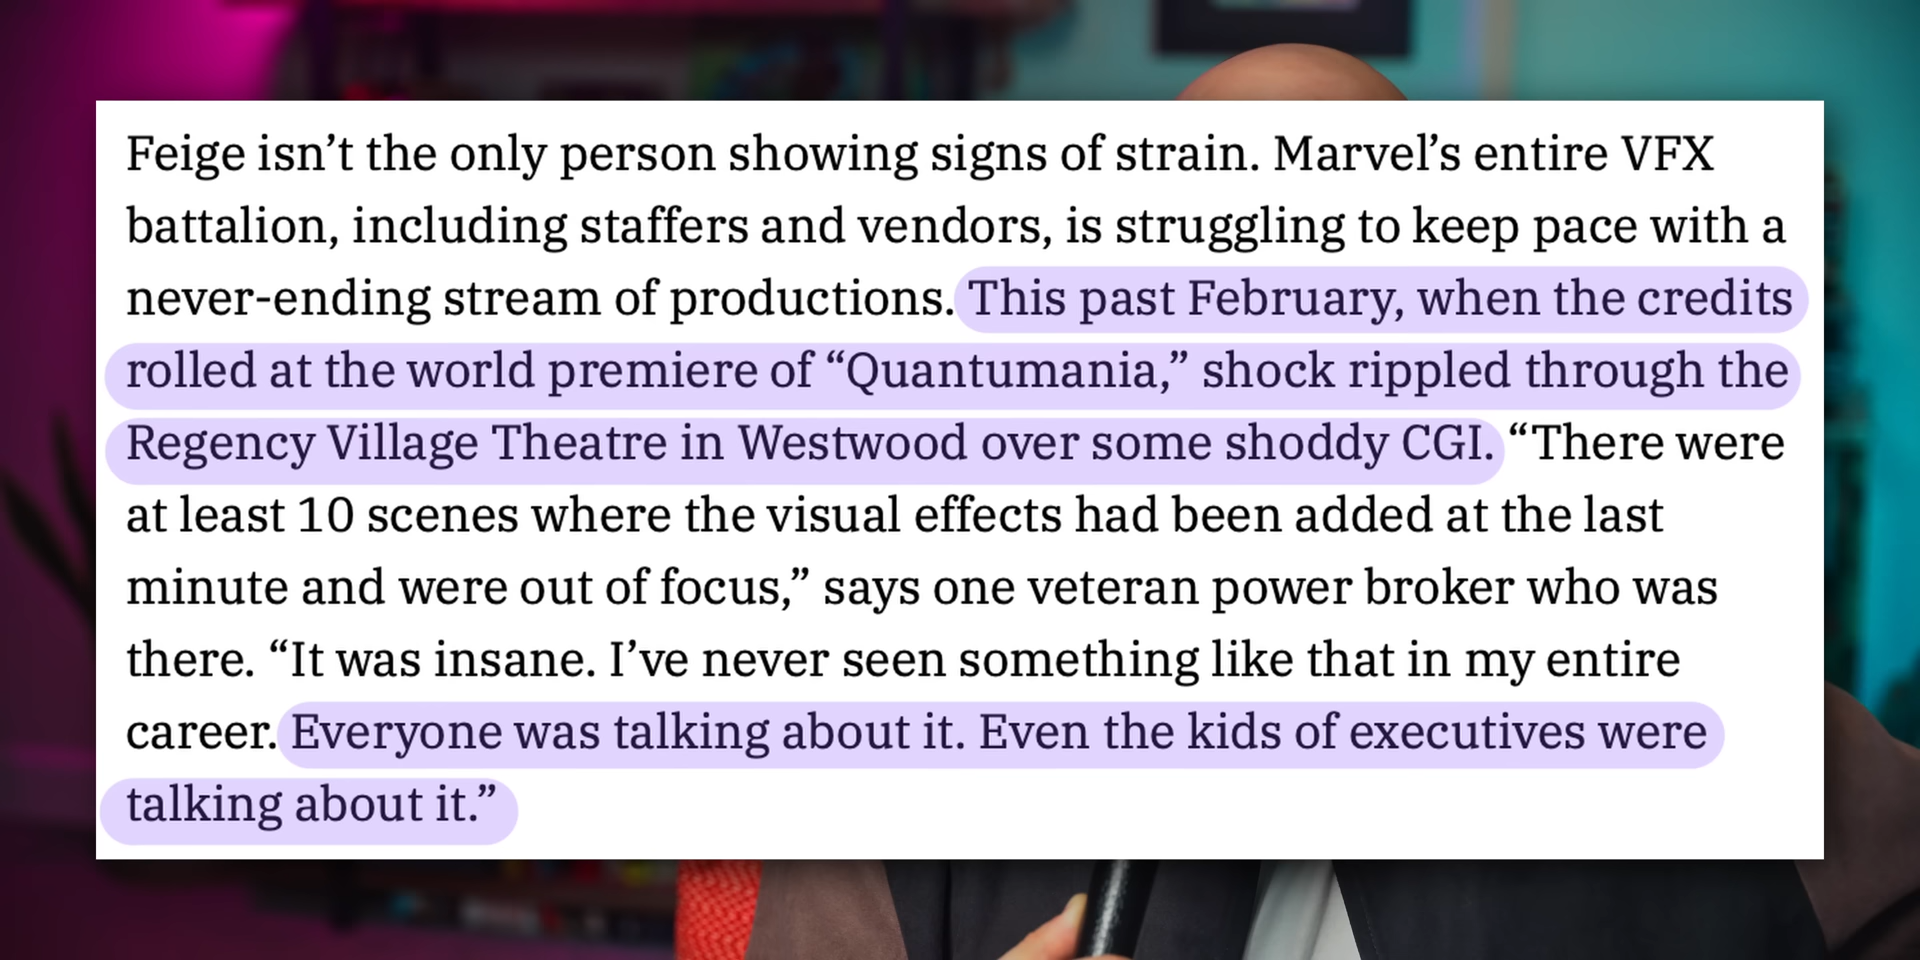 Feige isn’t the only person showing signs of strain. Marvel’s entire VFX
battalion, including staffers and vendors, is struggling to keep pace with a
never-ending stream of productions. This past February, when the credits
rolled at the world premiere of “Quantumania,” shock rippled through the
Regency Village Theatre in Westwood over some shoddy CGI. “There were
at least 10 scenes where the visual effects had been added at the last
minute and were out of focus,” says one veteran power broker who was
there. “It was insane. I’ve never seen something like that in my entire
career. Everyone was talking about it. Even the kids of executives were
talking about it.”